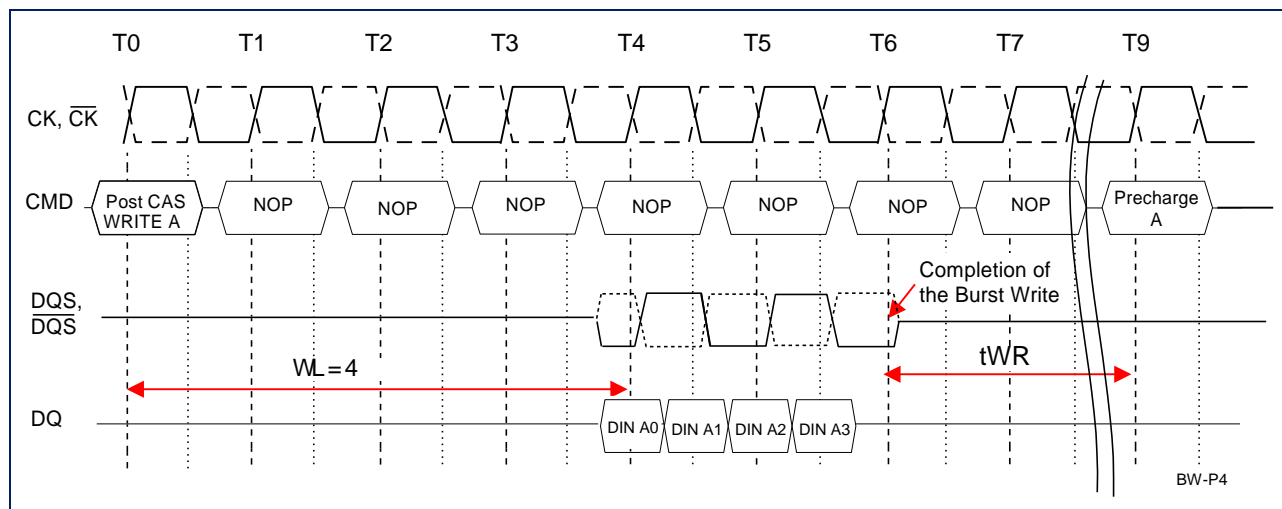 T0 T1 T2 T3 T4 T5 T6 T7 T9
CK, CK
CMD
Post CAS
WRITE A
NOP NOP NOP NOP NOP NOP NOP
Precharge
A
DQS,
DQS
Completion of
the Burst Write
WL = 4
tWR
DQ
DIN A0 DIN A1 DIN A2 DIN A3
BW-P4